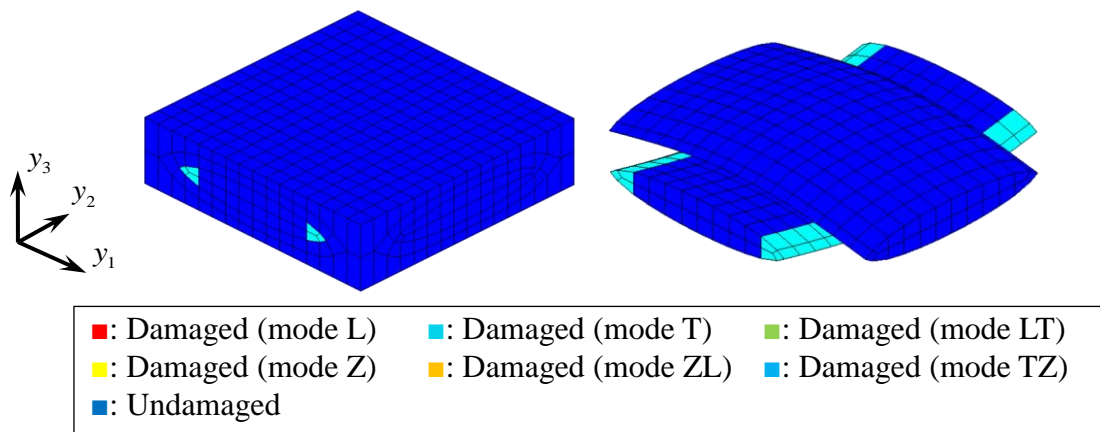 y3
y2
y1
■: Damaged (mode L) ■: Damaged (mode T) ■: Damaged (mode LT)
■: Damaged (mode Z) ■: Damaged (mode ZL) ■: Damaged (mode TZ)
■: Undamaged